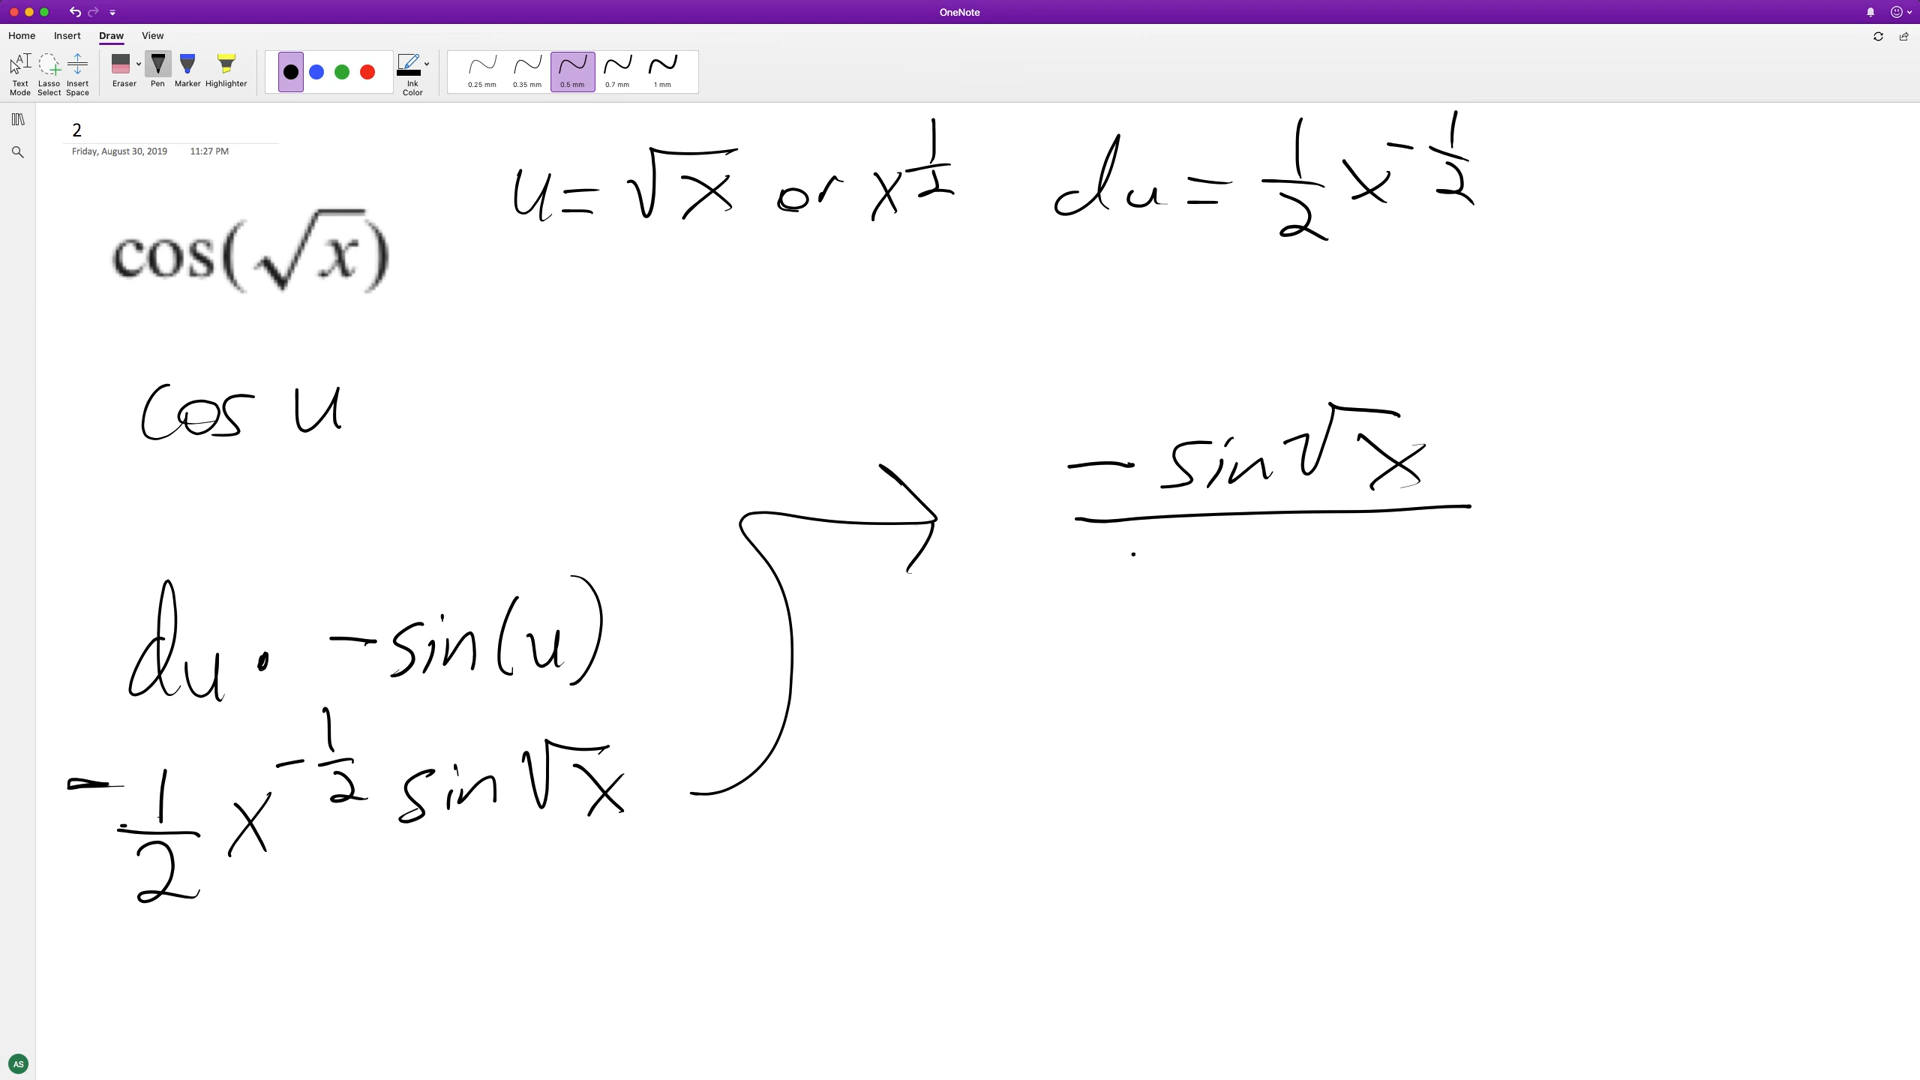 OneNote
Home Insert Draw View
Text Mode Lasso Select Insert Space Eraser Pen Marker Highlighter Ink Color 0.25 mm 0.35 mm 0.5 mm 0.7 mm 1 mm
2
Friday, August 30, 2019 11:27 PM
u = √x or x^(1/2) du = 1/2 x^(-1/2)
cos(√x)
cos u
- sin √x
du · - sin(u)
- 1/2 x^(-1/2) sin √x
AS